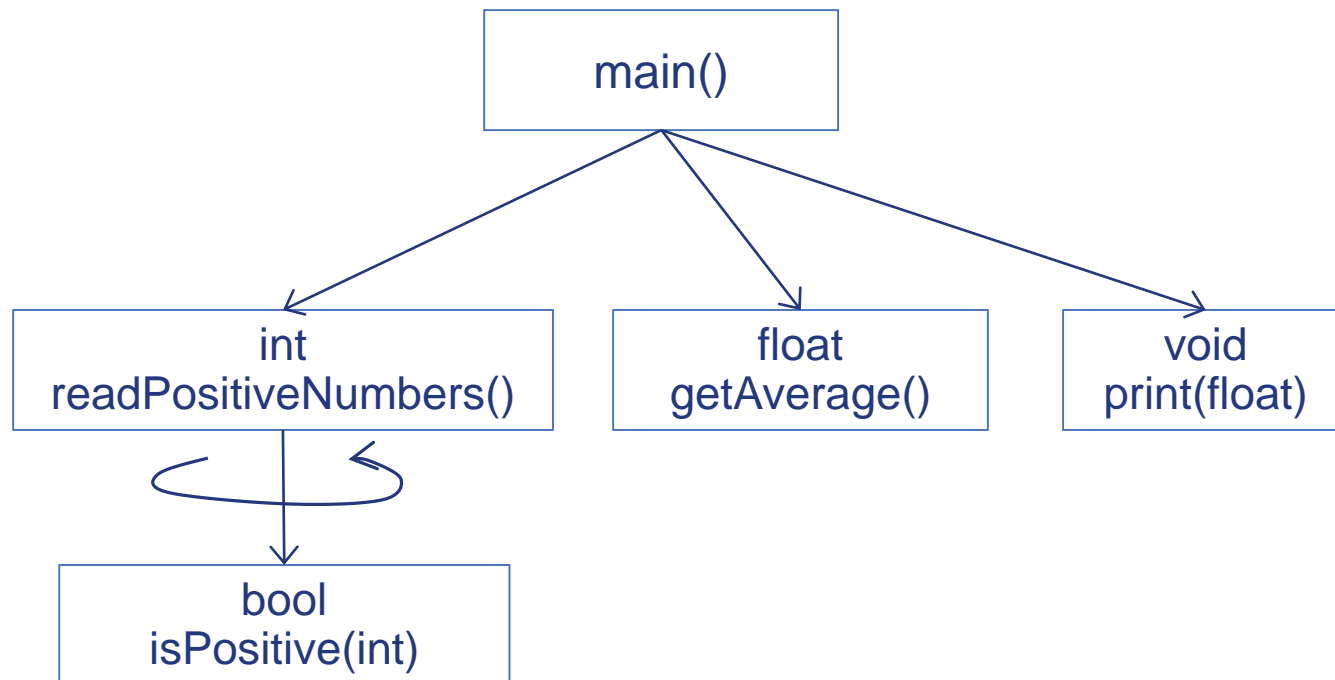 main()
int
readPositiveNumbers()
float
getAverage()
void
print(float)
bool
isPositive(int)